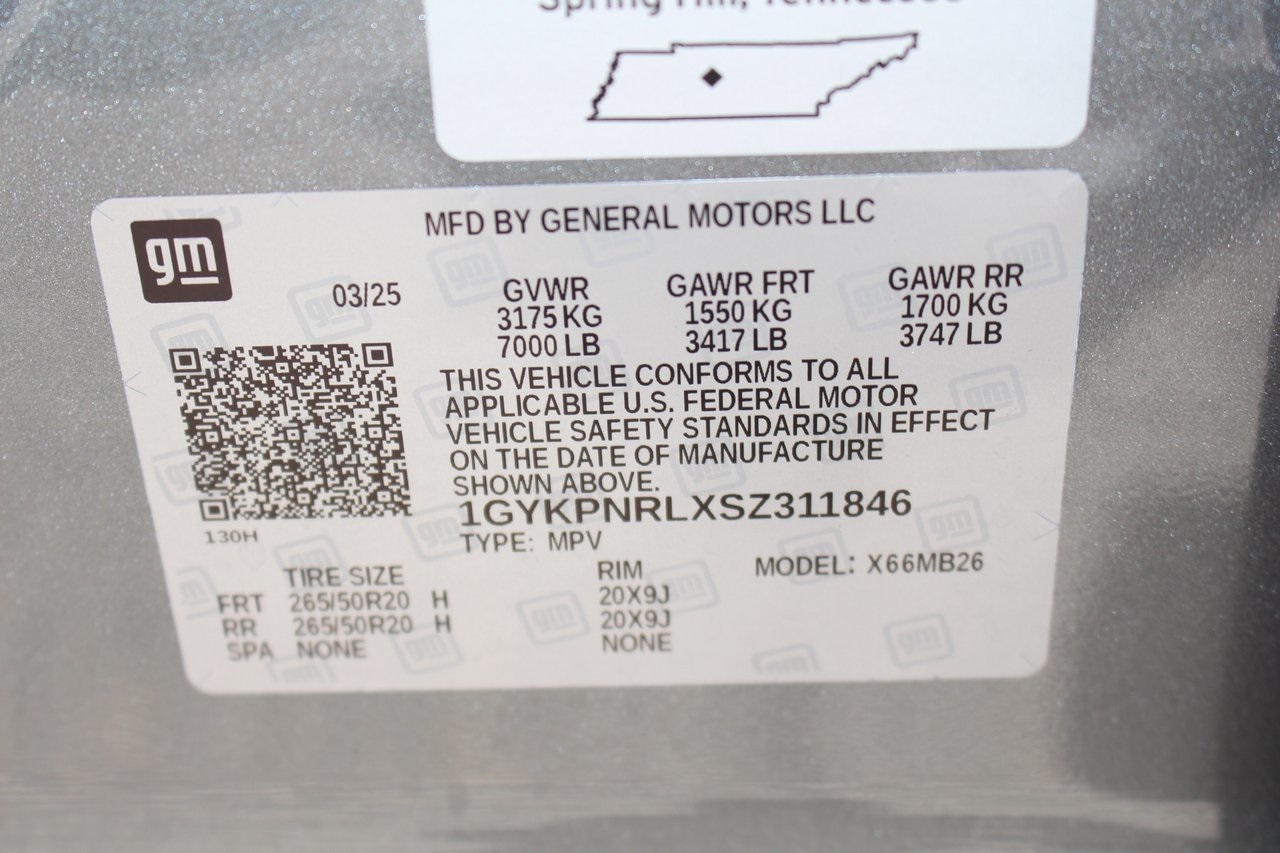 Spring Hill, Tennessee
gm
MFD BY GENERAL MOTORS LLC
03/25
GVWR GAWR FRT GAWR RR
3175 KG 1550 KG 1700 KG
7000 LB 3417 LB 3747 LB
THIS VEHICLE CONFORMS TO ALL
APPLICABLE U.S. FEDERAL MOTOR
VEHICLE SAFETY STANDARDS IN EFFECT
ON THE DATE OF MANUFACTURE
SHOWN ABOVE.
1GYKPNRLXSZ311846
130H
TYPE: MPV
TIRE SIZE RIM MODEL: X66MB26
FRT 265/50R20 H 20X9J
RR 265/50R20 H 20X9J
SPA NONE NONE